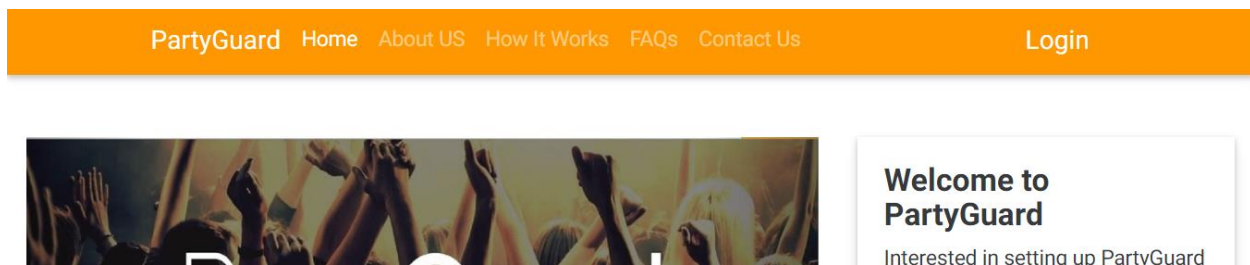 PartyGuard Home About US How It Works FAQs Contact Us Login
Welcome to
PartyGuard
Interested in setting up PartyGuard